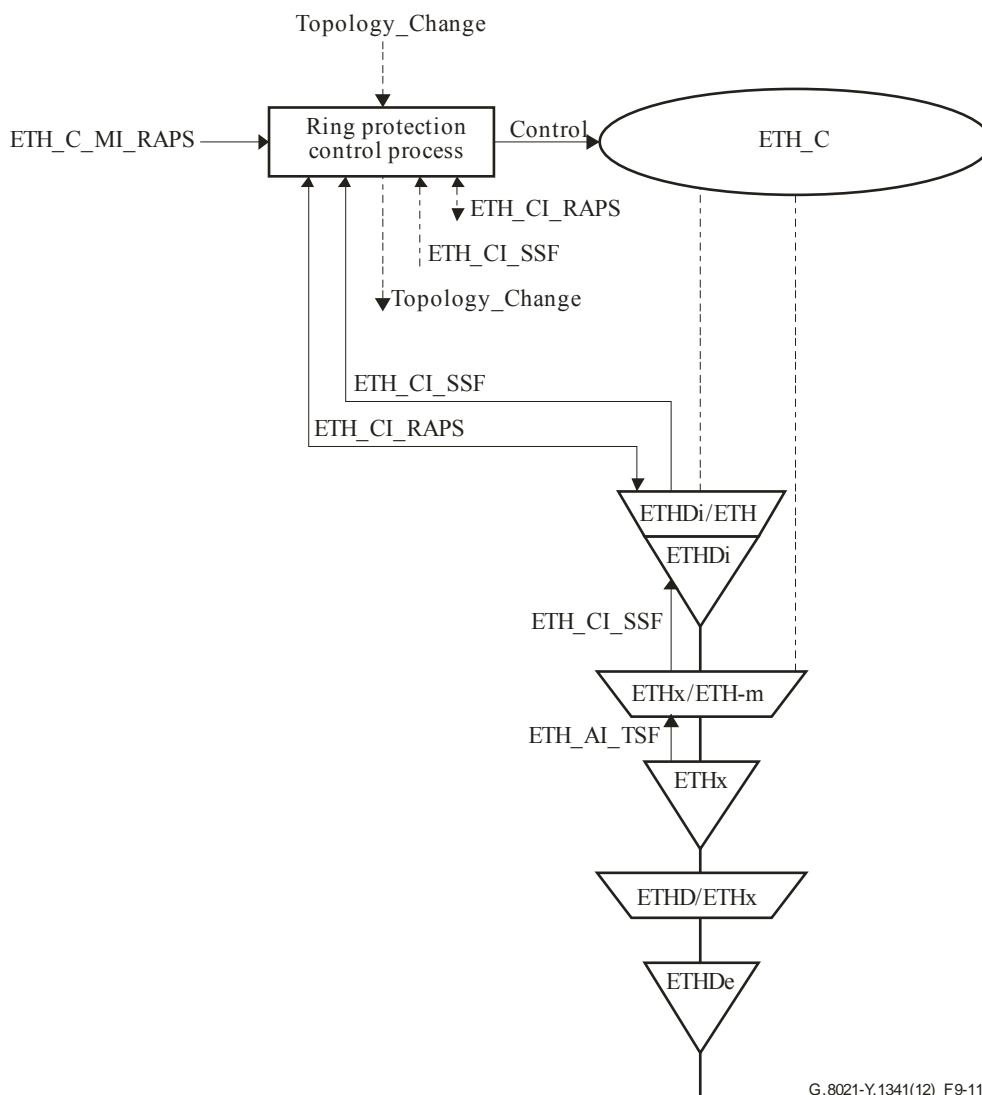 Topology_Change
ETH_C_MI_RAPS
Ring protection
control process
Control
ETH_C
ETH_CI_RAPS
ETH_CI_SSF
Topology_Change
ETH_CI_SSF
ETH_CI_RAPS
ETHDi/ETH
ETHDi
ETH_CI_SSF
ETHx/ETH-m
ETH_AI_TSF
ETHx
ETHD/ETHx
ETHDe
G.8021-Y.1341(12)_F9-11